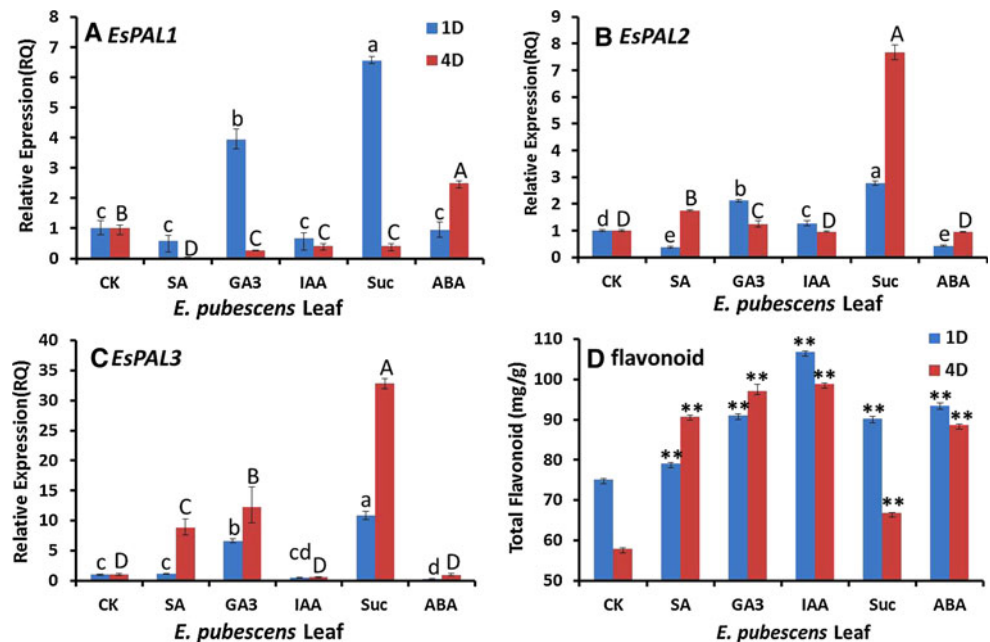 A EsPAL1
1D
4D
Relative Epression(RQ)
7
6
5
4
3
2
1
0
c B
c D
b C
c C
a C
c A
CK SA GA3 IAA Suc ABA
E. pubescens Leaf
B EsPAL2
Relative Expression(RQ)
9
8
7
6
5
4
3
2
1
0
d D
e B
b C
c D
a A
e D
CK SA GA3 IAA Suc ABA
E. pubescens Leaf
C EsPAL3
Relative Expression(RQ)
40
35
30
25
20
15
10
5
0
c D
c C
b B
cd D
a A
d D
CK SA GA3 IAA Suc ABA
E. pubescens Leaf
D flavonoid
1D
4D
Total Flavonoid (mg/g)
110
100
90
80
70
60
50
** **
** **
** **
** **
** **
CK SA GA3 IAA Suc ABA
E. pubescens Leaf